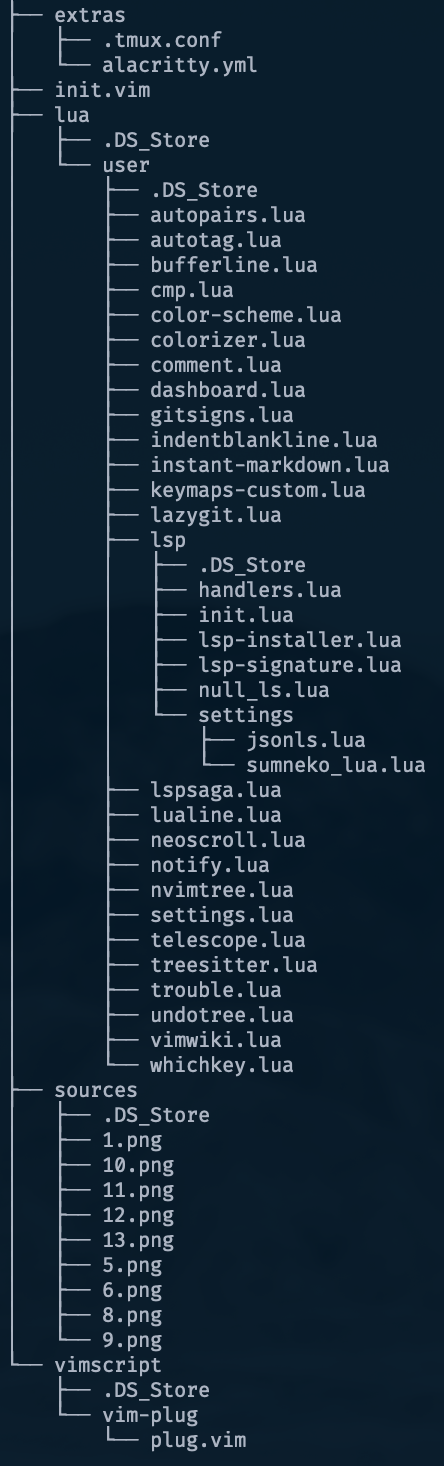 ├── extras
│   ├── .tmux.conf
│   └── alacritty.yml
├── init.vim
├── lua
│   ├── .DS_Store
│   └── user
│       ├── .DS_Store
│       ├── autopairs.lua
│       ├── autotag.lua
│       ├── bufferline.lua
│       ├── cmp.lua
│       ├── color-scheme.lua
│       ├── colorizer.lua
│       ├── comment.lua
│       ├── dashboard.lua
│       ├── gitsigns.lua
│       ├── indentblankline.lua
│       ├── instant-markdown.lua
│       ├── keymaps-custom.lua
│       ├── lazygit.lua
│       ├── lsp
│       │   ├── .DS_Store
│       │   ├── handlers.lua
│       │   ├── init.lua
│       │   ├── lsp-installer.lua
│       │   ├── lsp-signature.lua
│       │   ├── null_ls.lua
│       │   └── settings
│       │       ├── jsonls.lua
│       │       └── sumneko_lua.lua
│       ├── lspsaga.lua
│       ├── lualine.lua
│       ├── neoscroll.lua
│       ├── notify.lua
│       ├── nvimtree.lua
│       ├── settings.lua
│       ├── telescope.lua
│       ├── treesitter.lua
│       ├── trouble.lua
│       ├── undotree.lua
│       ├── vimwiki.lua
│       └── whichkey.lua
├── sources
│   ├── .DS_Store
│   ├── 1.png
│   ├── 10.png
│   ├── 11.png
│   ├── 12.png
│   ├── 13.png
│   ├── 5.png
│   ├── 6.png
│   ├── 8.png
│   └── 9.png
└── vimscript
    ├── .DS_Store
    └── vim-plug
        └── plug.vim